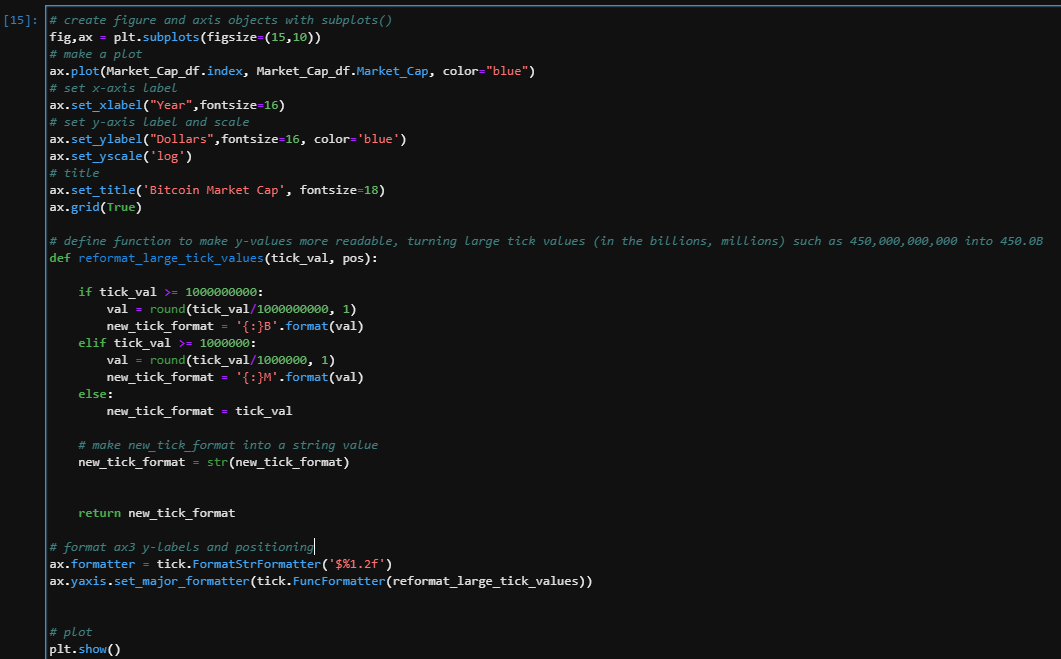 [15]: # create figure and axis objects with subplots()
fig,ax = plt.subplots(figsize=(15,10))
# make a plot
ax.plot(Market_Cap_df.index, Market_Cap_df.Market_Cap, color="blue")
# set x-axis label
ax.set_xlabel("Year",fontsize=16)
# set y-axis label and scale
ax.set_ylabel("Dollars",fontsize=16, color='blue')
ax.set_yscale('log')
# title
ax.set_title('Bitcoin Market Cap', fontsize=18)
ax.grid(True)

# define function to make y-values more readable, turning large tick values (in the billions, millions) such as 450,000,000,000 into 450.0B
def reformat_large_tick_values(tick_val, pos):

    if tick_val >= 1000000000:
        val = round(tick_val/1000000000, 1)
        new_tick_format = '{:}B'.format(val)
    elif tick_val >= 1000000:
        val = round(tick_val/1000000, 1)
        new_tick_format = '{:}M'.format(val)
    else:
        new_tick_format = tick_val

    # make new_tick_format into a string value
    new_tick_format = str(new_tick_format)


    return new_tick_format

# format ax3 y-labels and positioning
ax.formatter = tick.FormatStrFormatter('$%1.2f')
ax.yaxis.set_major_formatter(tick.FuncFormatter(reformat_large_tick_values))


# plot
plt.show()